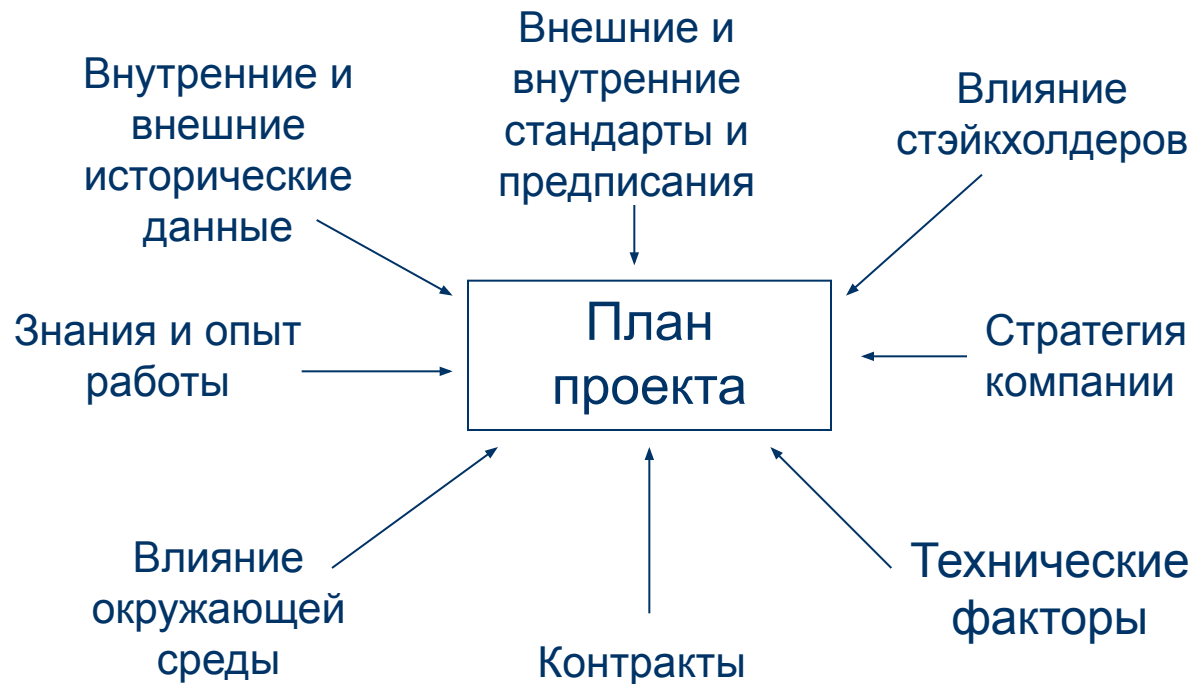 Внешние и
внутренние
стандарты и
предписания
Внутренние и
внешние
исторические
данные
Влияние
стэйкхолдеров
Знания и опыт
работы
План
проекта
Стратегия
компании
Влияние
окружающей
среды
Контракты
Технические
факторы